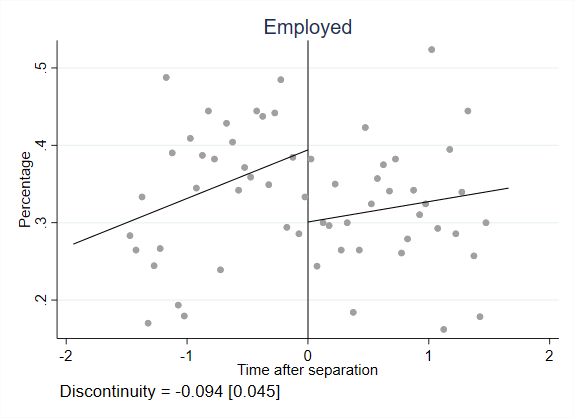 Employed
.5
.4
.3
.2
Percentage
-2 -1 0 1 2
Time after separation
Discontinuity = -0.094 [0.045]